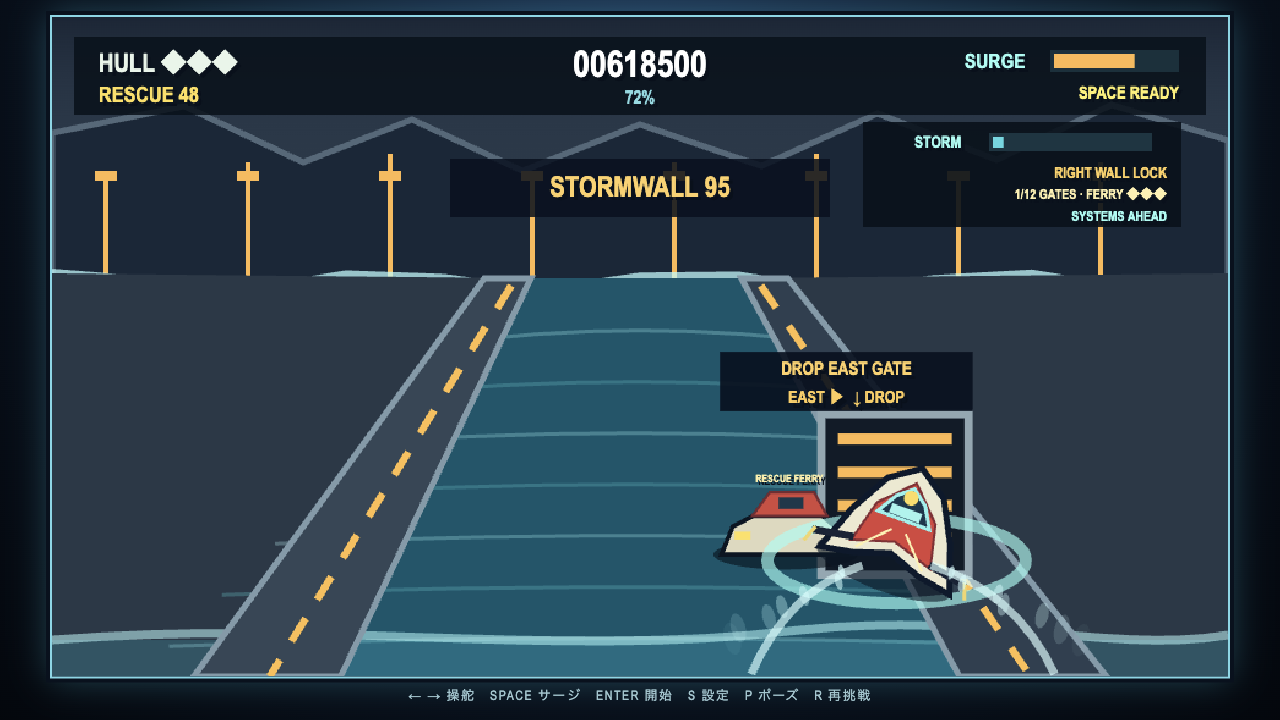 HULL
RESCUE 48
00618500
72%
SURGE
SPACE READY
STORM
RIGHT WALL LOCK
1/12 GATES · FERRY ◆◆◆
SYSTEMS AHEAD
STORMWALL 95
DROP EAST GATE
EAST ▶ ↓DROP
RESCUE FERRY
← → 操舵 SPACE サージ ENTER 開始 S 設定 P ポーズ R 再挑戦